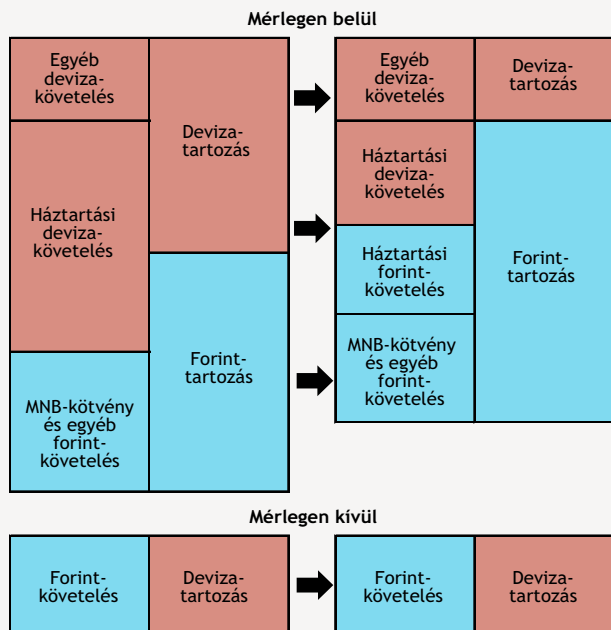 Mérlegen belül
Egyéb
deviza-
követelés
Háztartási
deviza-
követelés
MNB-kötvény
és egyéb
forint-
követelés
Deviza-
tartozás
Forint-
tartozás
Egyéb
deviza-
követelés
Háztartási
deviza-
követelés
Háztartási
forint-
követelés
MNB-kötvény
és egyéb
forint-
követelés
Deviza-
tartozás
Forint-
tartozás
Mérlegen kívül
Forint-
követelés
Deviza-
tartozás
Forint-
követelés
Deviza-
tartozás